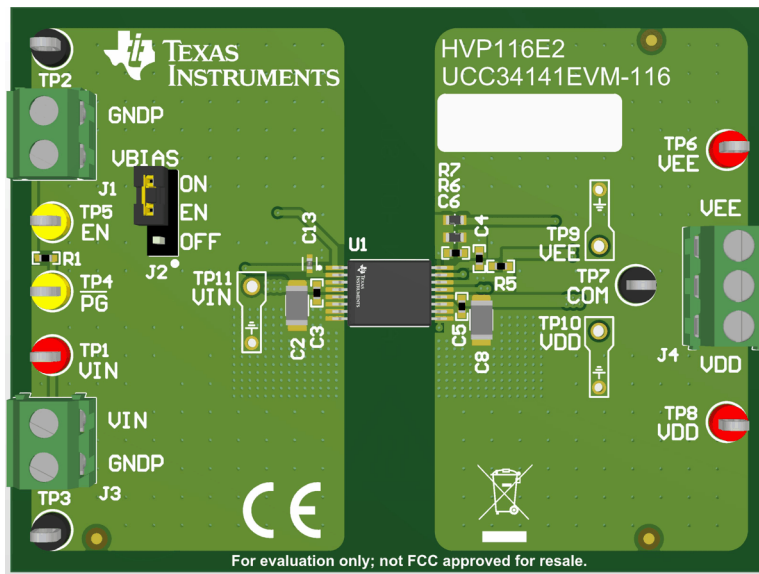 TEXAS
INSTRUMENTS
HVP116E2
UCC34141EVM-116
TP2
GNDP
VBIAS
J1
ON
EN
OFF
J2
TP5
EN
R1
TP4
PG
TP1
VIN
VIN
GNDP
J3
TP3
TP11
VIN
C13
U1
C2
C3
TEXAS
INSTRUMENTS
R7
R6
C6
C4
R5
C5
C8
TP9
VEE
TP7
COM
TP10
VDD
TP6
VEE
VEE
J4
VDD
TP8
VDD
CE
For evaluation only; not FCC approved for resale.